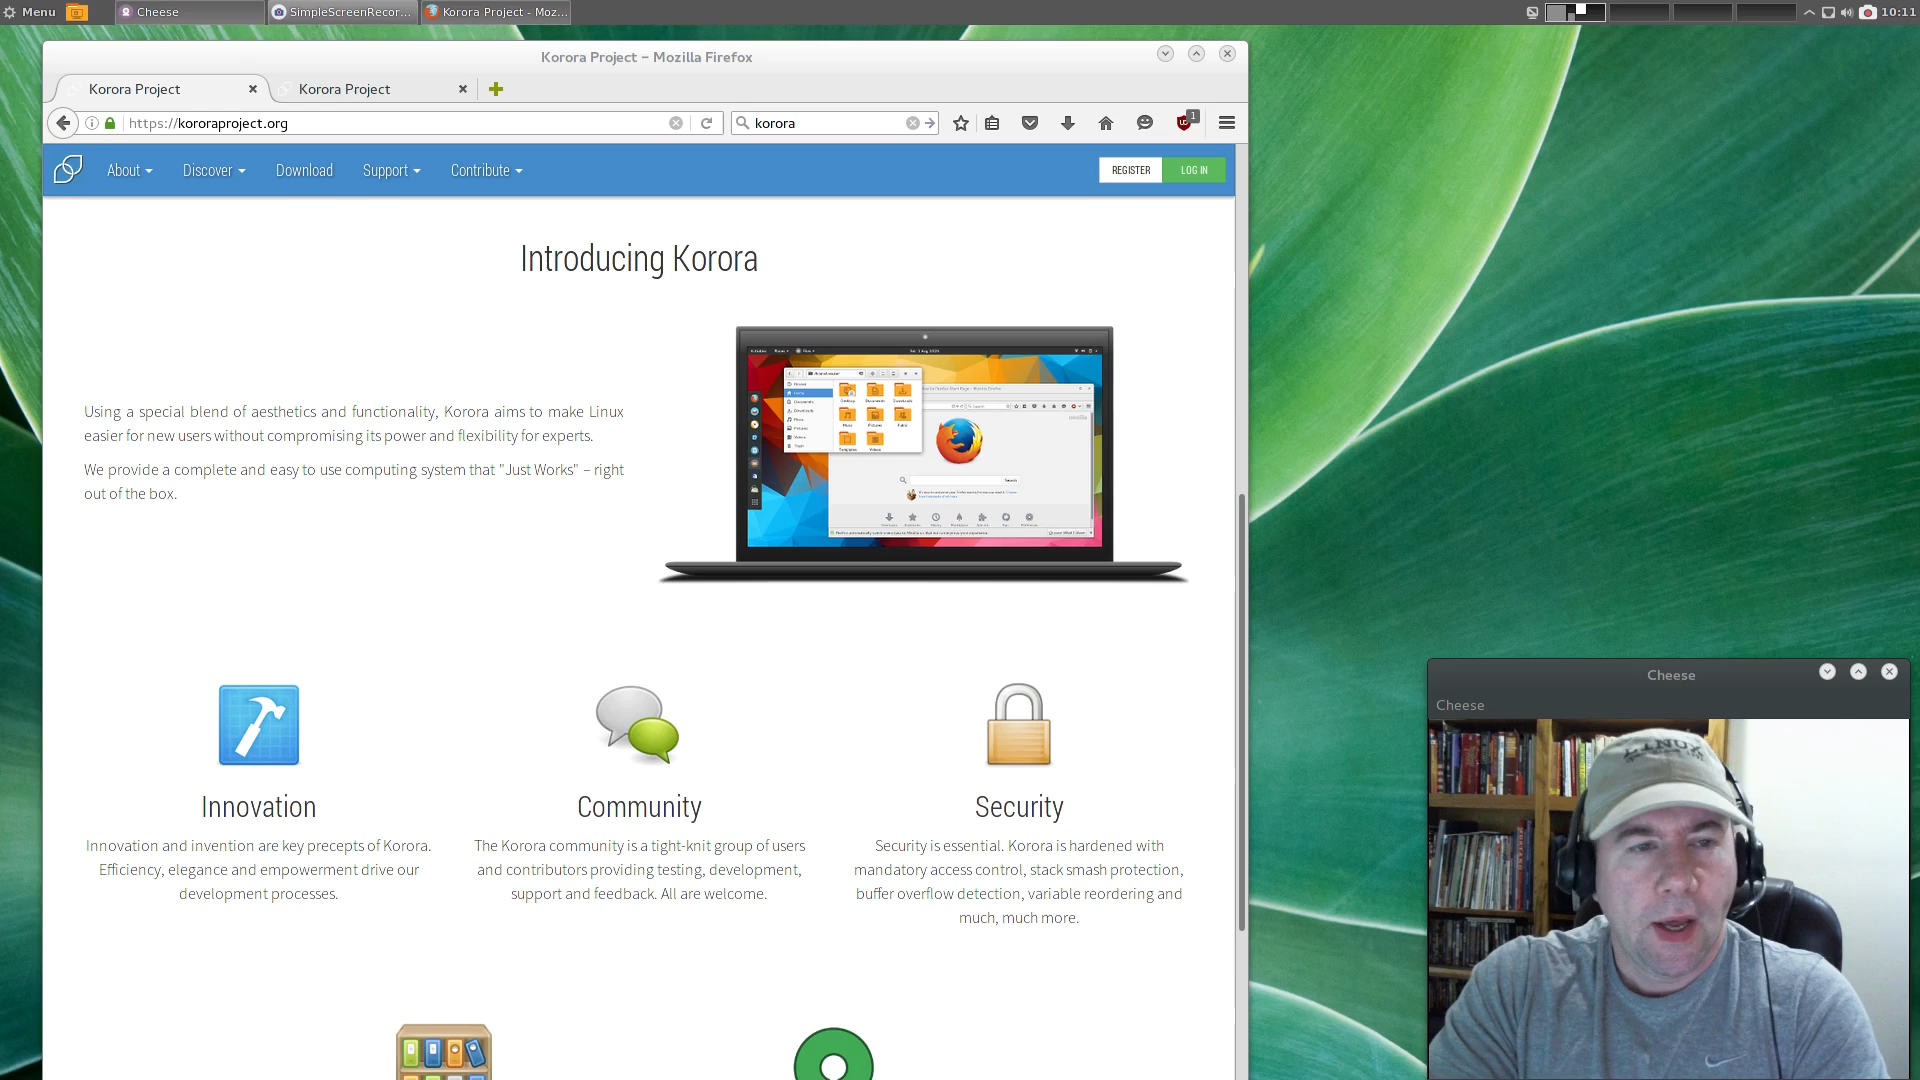 Menu
Cheese
SimpleScreenRecor...
Korora Project - Moz...
10:11
Korora Project – Mozilla Firefox
Korora Project
Korora Project
https://kororaproject.org
korora
1
About
Discover
Download
Support
Contribute
REGISTER
LOG IN
Introducing Korora
Using a special blend of aesthetics and functionality, Korora aims to make Linux
easier for new users without compromising its power and flexibility for experts.
We provide a complete and easy to use computing system that "Just Works" – right
out of the box.
Innovation
Innovation and invention are key precepts of Korora.
Efficiency, elegance and empowerment drive our
development processes.
Community
The Korora community is a tight-knit group of users
and contributors providing testing, development,
support and feedback. All are welcome.
Security
Security is essential. Korora is hardened with
mandatory access control, stack smash protection,
buffer overflow detection, variable reordering and
much, much more.
Cheese
Cheese
LINUX